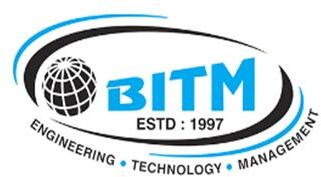 BITM
ESTD : 1997
ENGINEERING • TECHNOLOGY • MANAGEMENT